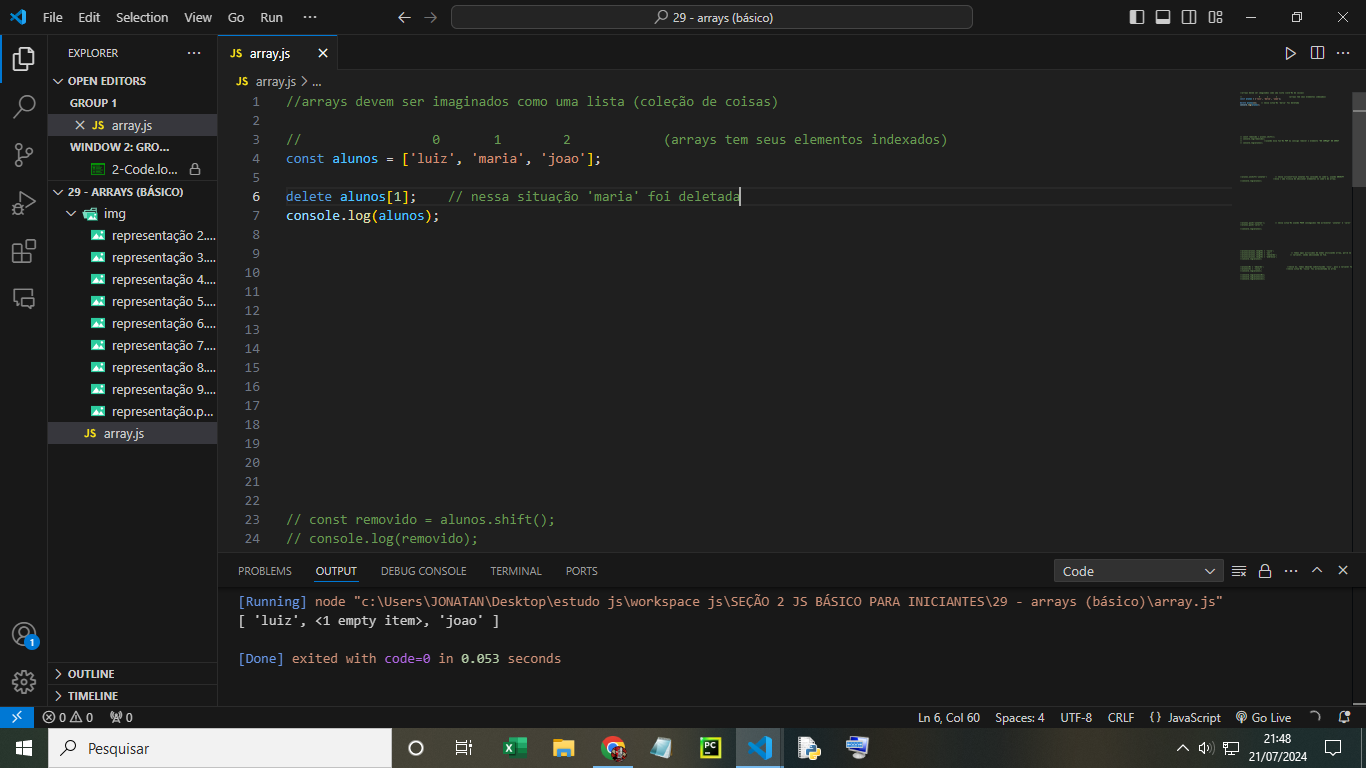 File Edit Selection View Go Run ··· 29 - arrays (básico)
EXPLORER ···
OPEN EDITORS
GROUP 1
JS array.js
WINDOW 2: GRO...
2-Code.lo...
29 - ARRAYS (BÁSICO)
img
representação 2....
representação 3....
representação 4....
representação 5....
representação 6....
representação 7....
representação 8....
representação 9....
representação.p...
JS array.js
OUTLINE
TIMELINE
JS array.js
JS array.js > ...
1 //arrays devem ser imaginados como uma lista (coleção de coisas)
2
3 // 0 1 2 (arrays tem seus elementos indexados)
4 const alunos = ['luiz', 'maria', 'joao'];
5
6 delete alunos[1]; // nessa situação 'maria' foi deletada
7 console.log(alunos);
8
9
10
11
12
13
14
15
16
17
18
19
20
21
22
23 // const removido = alunos.shift();
24 // console.log(removido);
PROBLEMS OUTPUT DEBUG CONSOLE TERMINAL PORTS Code
[Running] node "c:\Users\JONATAN\Desktop\estudo js\workspace js\SEÇÃO 2 JS BÁSICO PARA INICIANTES\29 - arrays (básico)\array.js"
[ 'luiz', <1 empty item>, 'joao' ]
[Done] exited with code=0 in 0.053 seconds
1
0 0 0 Ln 6, Col 60 Spaces: 4 UTF-8 CRLF {} JavaScript Go Live
Pesquisar
PC
21:48
21/07/2024